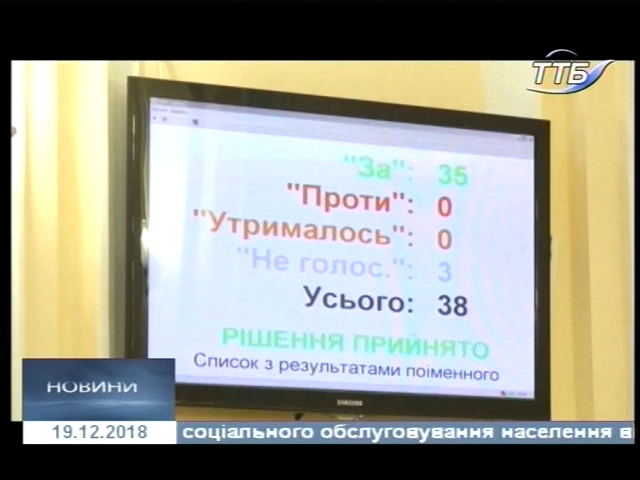 ТТБ
"За": 35
"Проти": 0
"Утрималось": 0
"Не голос.": 3
Усього: 38
РІШЕННЯ ПРИЙНЯТО
Список з результатами поіменного
SAMSUNG
НОВИНИ
19.12.2018
соціального обслуговування населення в